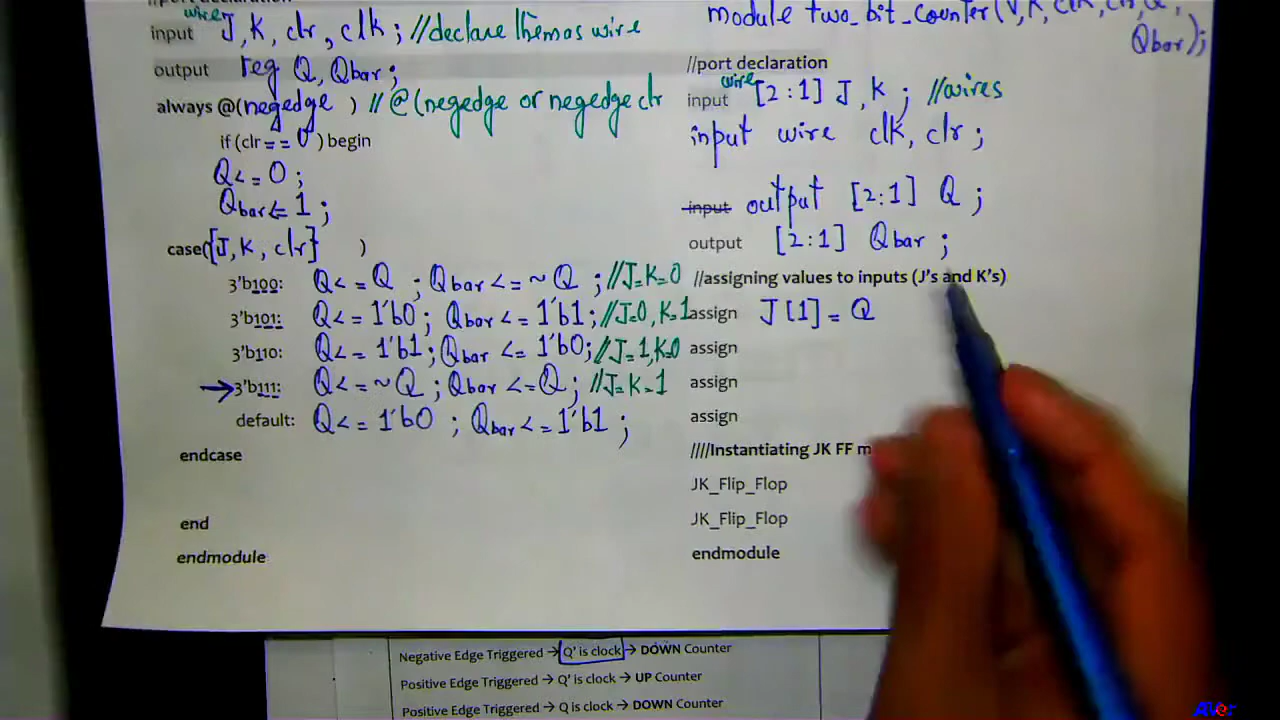 wire
input J, K, clr, clk; //declare them as wire
output reg Q, Qbar;
always @(negedge ) // @(negedge or negedge clr
if (clr == 0) begin
Q<=0;
Qbar<=1;
case({J,K,clr} )
3'b100: Q<=Q ; Qbar<=~Q ; //J=K=0
3'b101: Q<=1'b0; Qbar<=1'b1; //J=0, K=1
3'b110: Q<=1'b1; Qbar<=1'b0; //J=1,K=0
→3'b111: Q<=~Q ; Qbar<=Q ; //J=K=1
default: Q<=1'b0 ; Qbar<=1'b1 ;
endcase
end
endmodule
module two_bit_counter(
Qbar);
//port declaration
wire
input [2:1] J,K ; //wires
input wire clk, clr;
input output [2:1] Q ;
output [2:1] Qbar ;
//assigning values to inputs (J's and K's)
assign J[1] = Q
assign
assign
assign
////Instantiating JK FF m
JK_Flip_Flop
JK_Flip_Flop
endmodule
Negative Edge Triggered → Q' is clock → DOWN Counter
Positive Edge Triggered → Q' is clock → UP Counter
Positive Edge Triggered → Q is clock → DOWN Counter